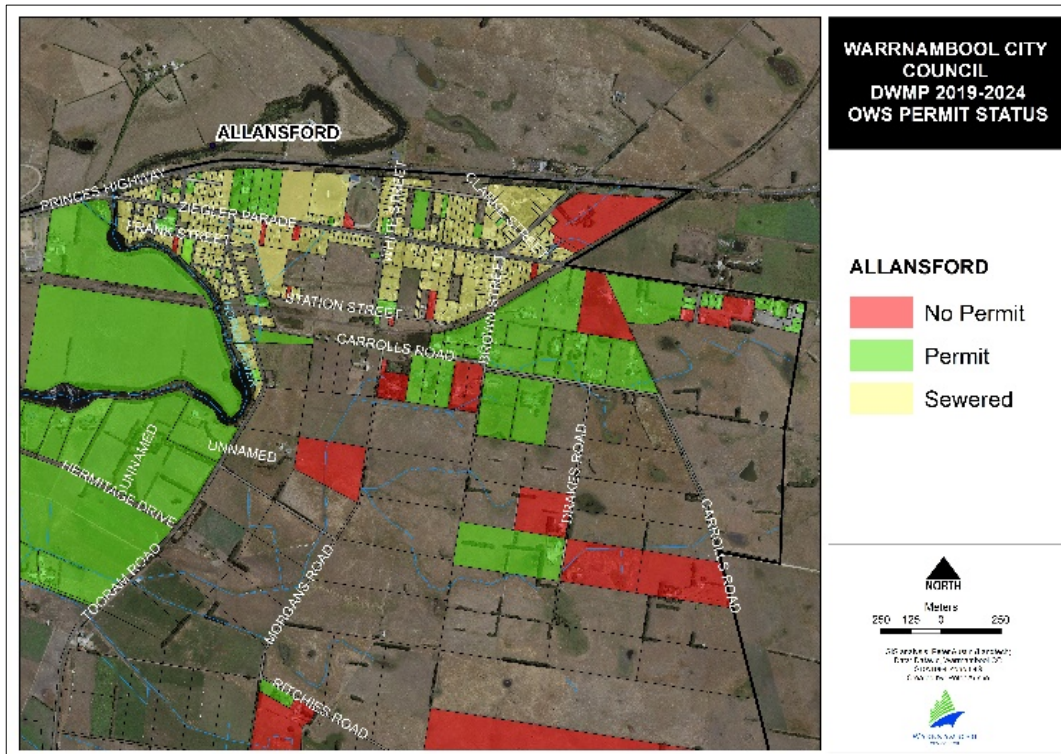 WARRNAMBOOL CITY
COUNCIL
DWMP 2019-2024
OWS PERMIT STATUS
ALLANSFORD
PRINCES HIGHWAY
ZIEGLER PARADE
FRANK STREET
WHITE STREET
CLARKE STREET
STATION STREET
BROWN STREET
CARROLLS ROAD
UNNAMED
UNNAMED
HERMITAGE DRIVE
DRAKES ROAD
CARROLLS ROAD
TOORAH ROAD
MORGANS ROAD
RITCHIES ROAD
ALLANSFORD
No Permit
Permit
Sewered
NORTH
Meters
250 125 0 250